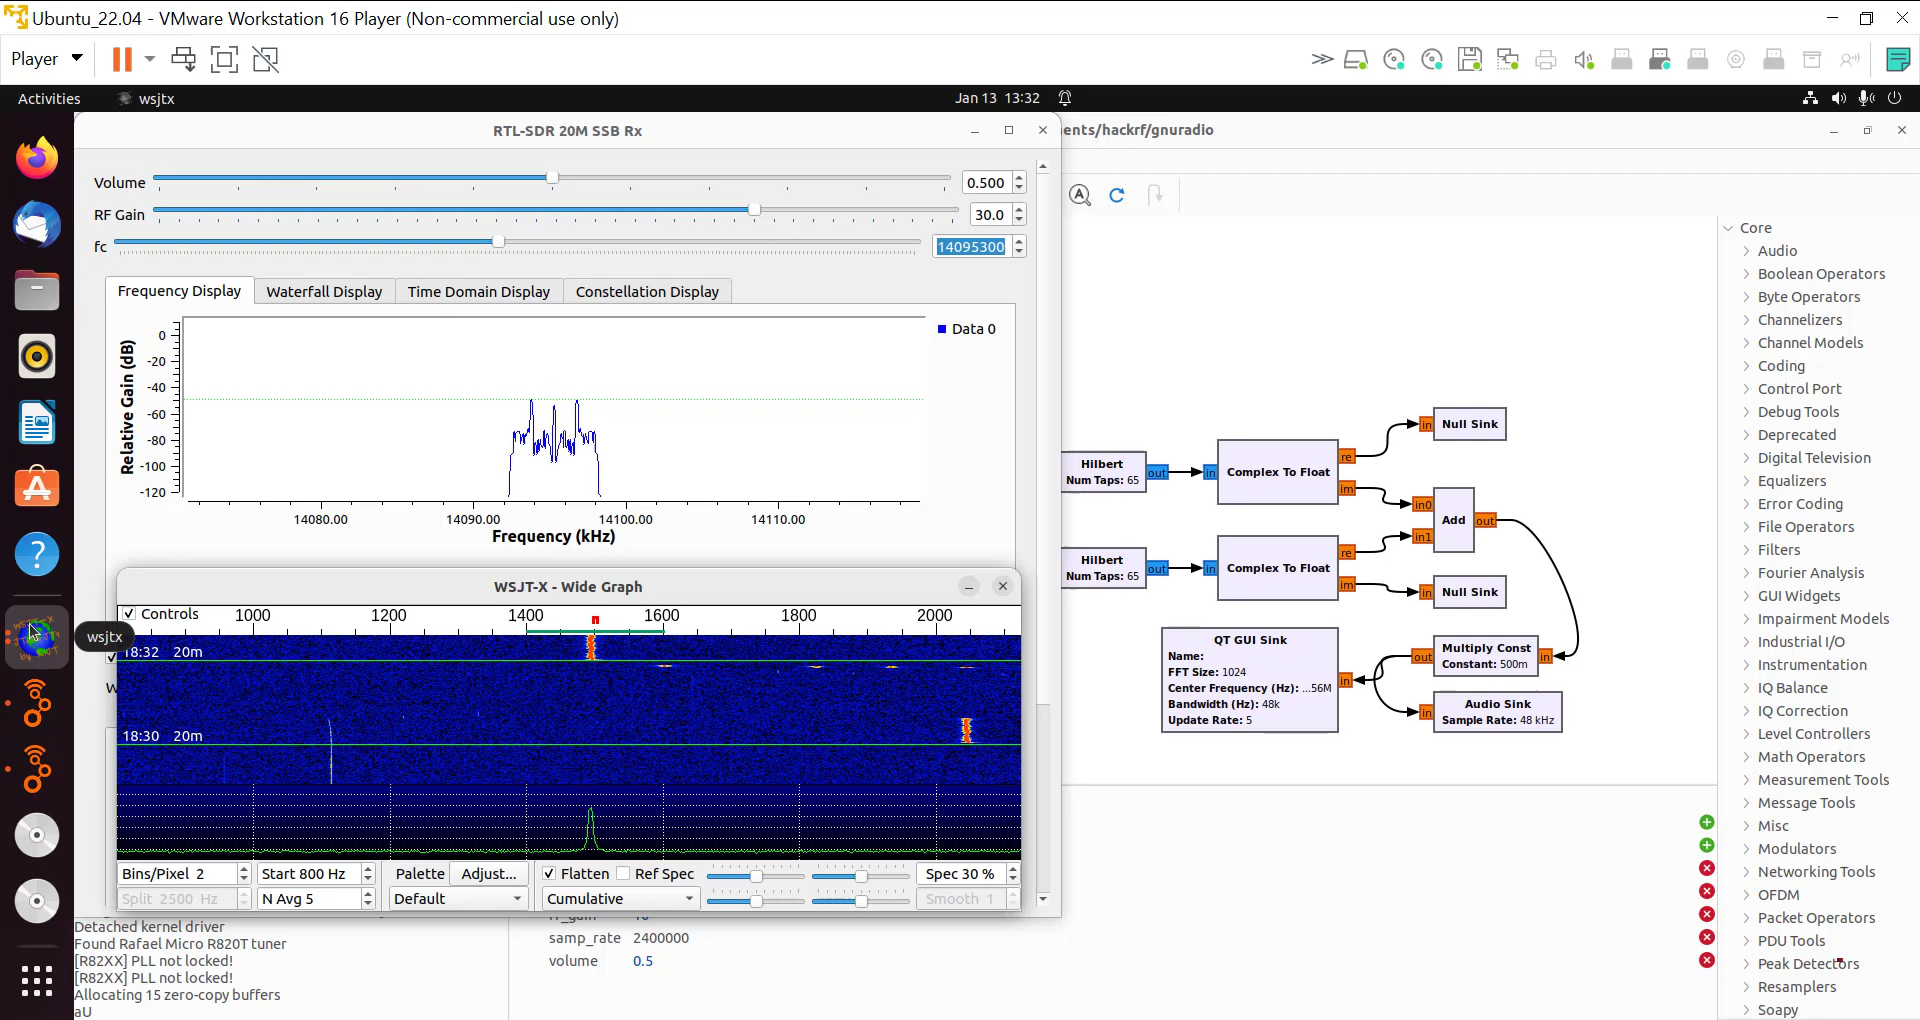 Ubuntu_22.04 - VMware Workstation 16 Player (Non-commercial use only)
Player
Activities
wsjtx
Jan 13 13:32
RTL-SDR 20M SSB Rx
ents/hackrf/gnuradio
Volume
0.500
RF Gain
30.0
fc
14095300
Frequency Display
Waterfall Display
Time Domain Display
Constellation Display
Relative Gain (dB)
0
-20
-40
-60
-80
-100
-120
Data 0
14080.00
14090.00
14100.00
14110.00
Frequency (kHz)
WSJT-X - Wide Graph
Controls
1000
1200
1400
1600
1800
2000
wsjtx
18:32 20m
18:30 20m
Bins/Pixel 2
Start 800 Hz
Palette
Adjust...
Flatten
Ref Spec
Spec 30 %
Split 2500 Hz
N Avg 5
Default
Cumulative
Smooth 1
Detached kernel driver
Found Rafael Micro R820T tuner
[R82XX] PLL not locked!
[R82XX] PLL not locked!
Allocating 15 zero-copy buffers
aU
samp_rate 2400000
volume 0.5
Hilbert
Num Taps: 65
out
in
Complex To Float
re
im
in
Null Sink
in0
in1
Add
out
Hilbert
Num Taps: 65
out
in
Complex To Float
re
im
in
Null Sink
QT GUI Sink
Name:
FFT Size: 1024
Center Frequency (Hz): ...56M
Bandwidth (Hz): 48k
Update Rate: 5
in
out
Multiply Const
Constant: 500m
in
in
Audio Sink
Sample Rate: 48 kHz
Core
Audio
Boolean Operators
Byte Operators
Channelizers
Channel Models
Coding
Control Port
Debug Tools
Deprecated
Digital Television
Equalizers
Error Coding
File Operators
Filters
Fourier Analysis
GUI Widgets
Impairment Models
Industrial I/O
Instrumentation
IQ Balance
IQ Correction
Level Controllers
Math Operators
Measurement Tools
Message Tools
Misc
Modulators
Networking Tools
OFDM
Packet Operators
PDU Tools
Peak Detectors
Resamplers
Soapy